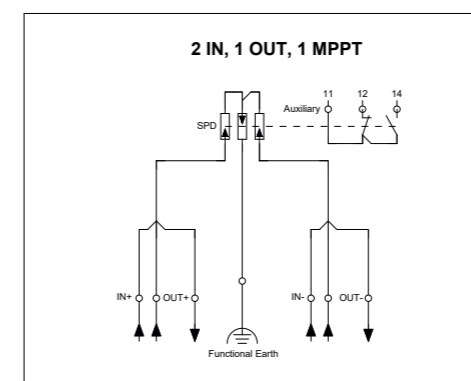 2 IN, 1 OUT, 1 MPPT
11 12 14
Auxiliary
SPD
IN+ OUT+ IN- OUT-
Functional Earth